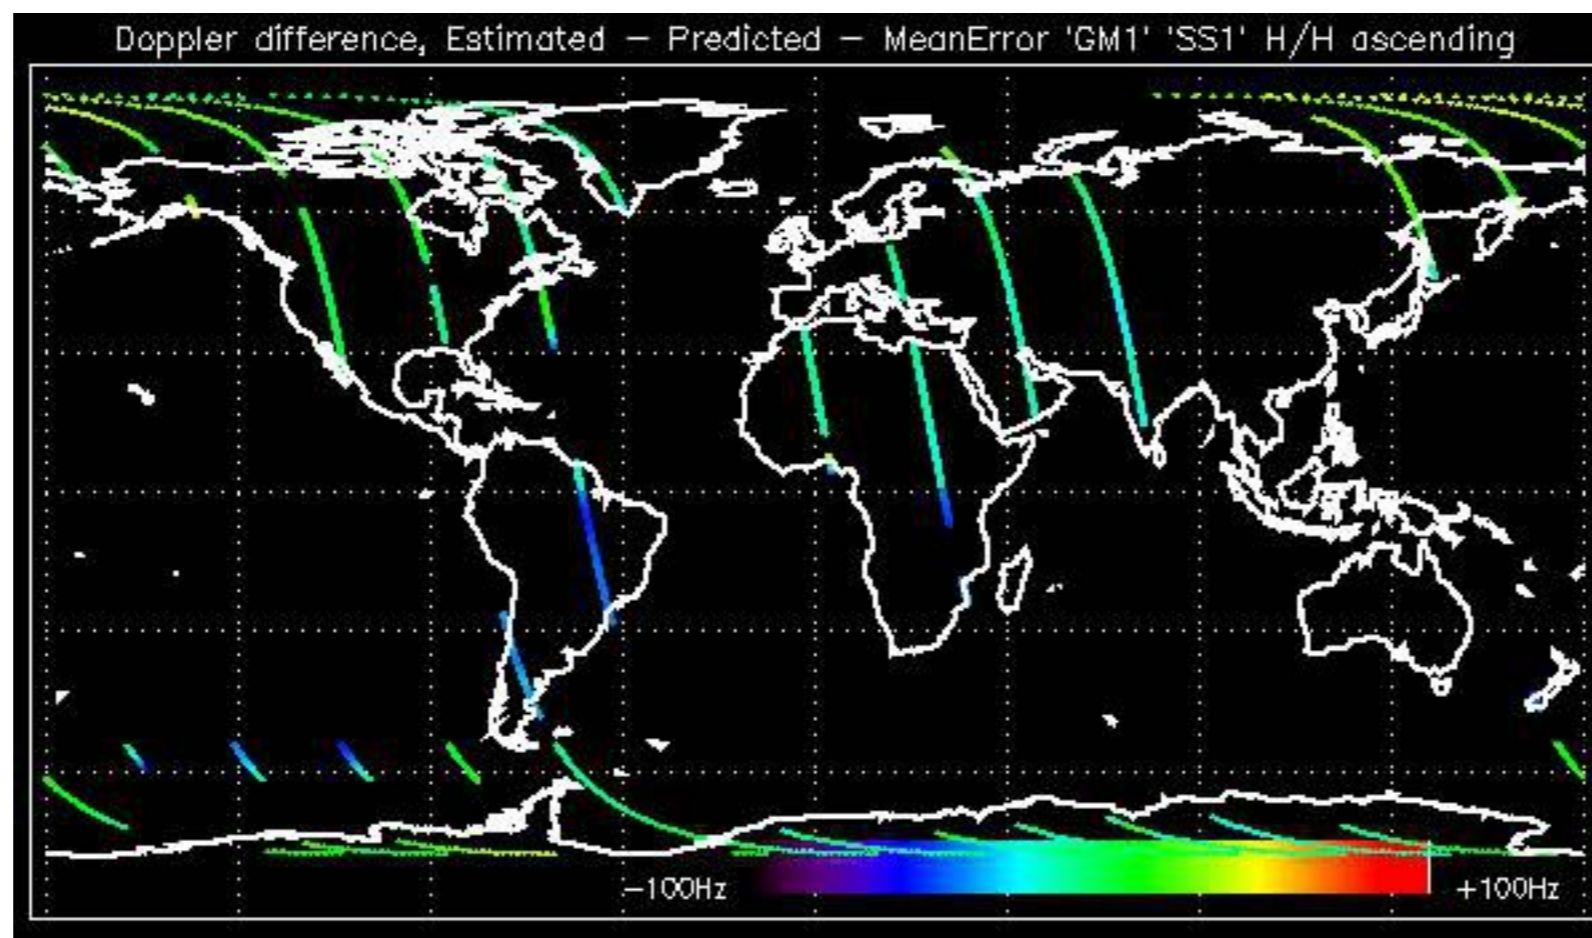 Doppler difference, Estimated — Predicted — MeanError 'GM1' 'SS1' H/H ascending
-100Hz +100Hz